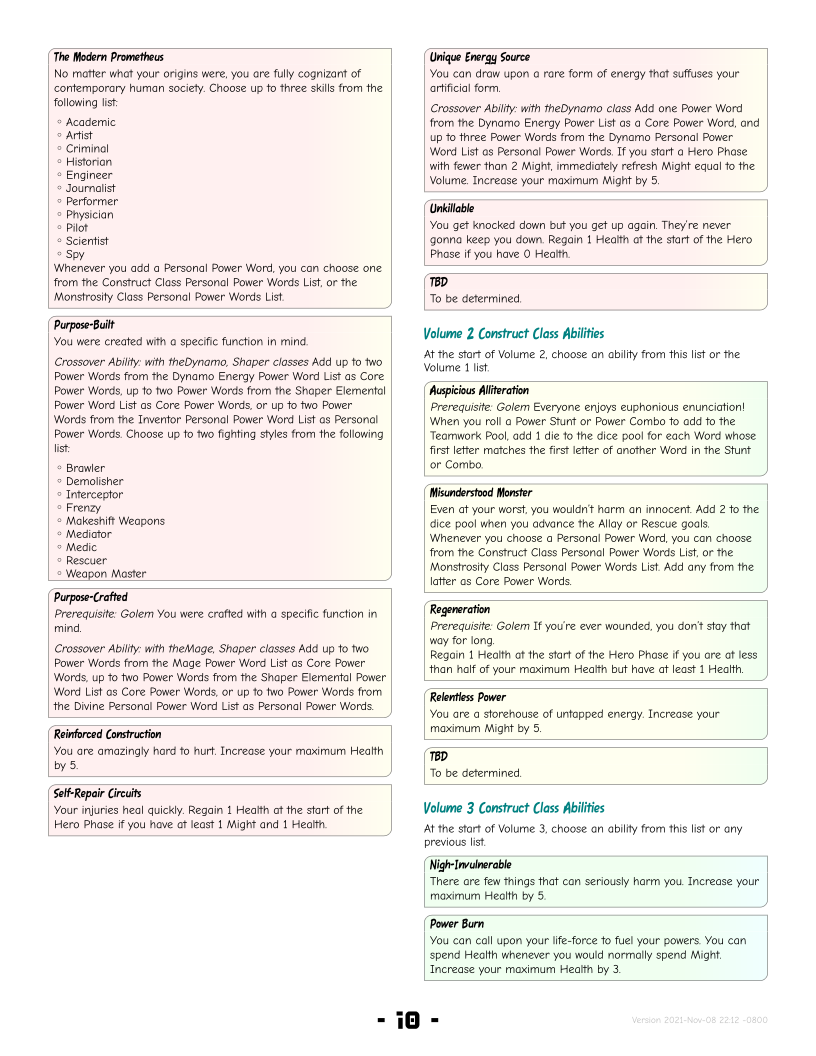 The Modern Prometheus
No matter what your origins were, you are fully cognizant of
contemporary human society. Choose up to three skills from the
following list:
◦ Academic
◦ Artist
◦ Criminal
◦ Historian
◦ Engineer
◦ Journalist
◦ Performer
◦ Physician
◦ Pilot
◦ Scientist
◦ Spy
Whenever you add a Personal Power Word, you can choose one
from the Construct Class Personal Power Words List, or the
Monstrosity Class Personal Power Words List.
Purpose-Built
You were created with a specific function in mind.
Crossover Ability: with theDynamo, Shaper classes Add up to two
Power Words from the Dynamo Energy Power Word List as Core
Power Words, up to two Power Words from the Shaper Elemental
Power Word List as Core Power Words, or up to two Power
Words from the Inventor Personal Power Word List as Personal
Power Words. Choose up to two fighting styles from the following
list:
◦ Brawler
◦ Demolisher
◦ Interceptor
◦ Frenzy
◦ Makeshift Weapons
◦ Mediator
◦ Medic
◦ Rescuer
◦ Weapon Master
Purpose-Crafted
Prerequisite: Golem You were crafted with a specific function in
mind.
Crossover Ability: with theMage, Shaper classes Add up to two
Power Words from the Mage Power Word List as Core Power
Words, up to two Power Words from the Shaper Elemental Power
Word List as Core Power Words, or up to two Power Words from
the Divine Personal Power Word List as Personal Power Words.
Reinforced Construction
You are amazingly hard to hurt. Increase your maximum Health
by 5.
Self-Repair Circuits
Your injuries heal quickly. Regain 1 Health at the start of the
Hero Phase if you have at least 1 Might and 1 Health.
Unique Energy Source
You can draw upon a rare form of energy that suffuses your
artificial form.
Crossover Ability: with theDynamo class Add one Power Word
from the Dynamo Energy Power List as a Core Power Word, and
up to three Power Words from the Dynamo Personal Power
Word List as Personal Power Words. If you start a Hero Phase
with fewer than 2 Might, immediately refresh Might equal to the
Volume. Increase your maximum Might by 5.
Unkillable
You get knocked down but you get up again. They're never
gonna keep you down. Regain 1 Health at the start of the Hero
Phase if you have 0 Health.
TBD
To be determined.
Volume 2 Construct Class Abilities
At the start of Volume 2, choose an ability from this list or the
Volume 1 list.
Auspicious Alliteration
Prerequisite: Golem Everyone enjoys euphonious enunciation!
When you roll a Power Stunt or Power Combo to add to the
Teamwork Pool, add 1 die to the dice pool for each Word whose
first letter matches the first letter of another Word in the Stunt
or Combo.
Misunderstood Monster
Even at your worst, you wouldn't harm an innocent. Add 2 to the
dice pool when you advance the Allay or Rescue goals.
Whenever you choose a Personal Power Word, you can choose
from the Construct Class Personal Power Words List, or the
Monstrosity Class Personal Power Words List. Add any from the
latter as Core Power Words.
Regeneration
Prerequisite: Golem If you're ever wounded, you don't stay that
way for long.
Regain 1 Health at the start of the Hero Phase if you are at less
than half of your maximum Health but have at least 1 Health.
Relentless Power
You are a storehouse of untapped energy. Increase your
maximum Might by 5.
TBD
To be determined.
Volume 3 Construct Class Abilities
At the start of Volume 3, choose an ability from this list or any
previous list.
Nigh-Invulnerable
There are few things that can seriously harm you. Increase your
maximum Health by 5.
Power Burn
You can call upon your life-force to fuel your powers. You can
spend Health whenever you would normally spend Might.
Increase your maximum Health by 3.
- 10 -
Version 2021-Nov-08 22:12 -0800